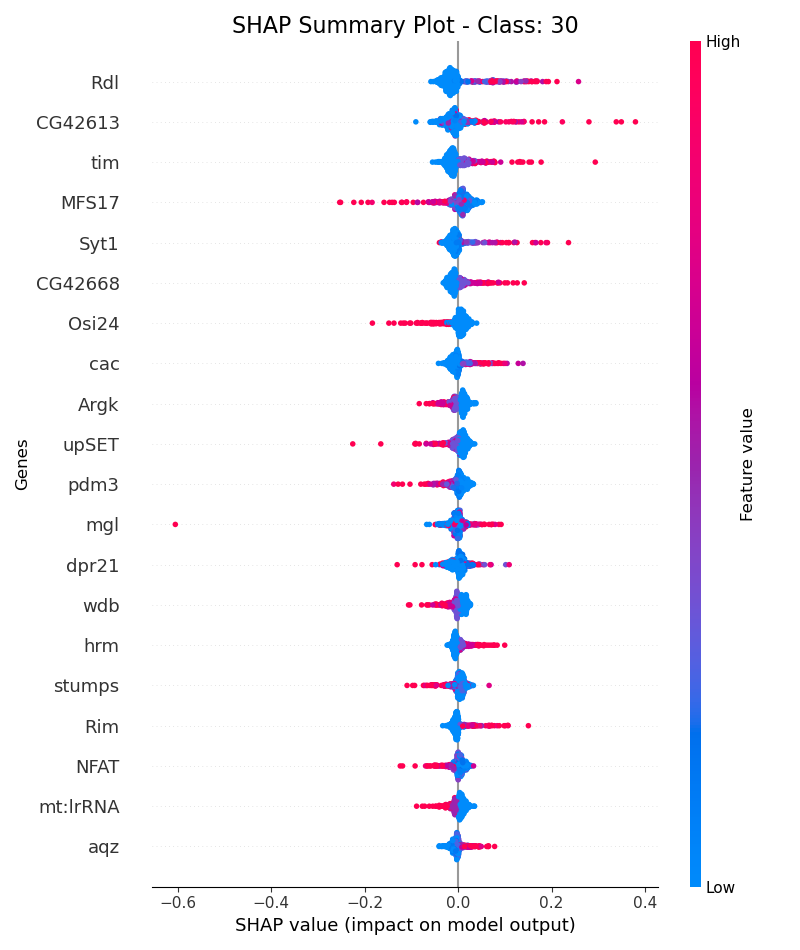 SHAP Summary Plot - Class: 30
High
Rdl
CG42613
tim
MFS17
Syt1
CG42668
Osi24
cac
Argk
upSET
pdm3
mgl
dpr21
wdb
hrm
stumps
Rim
NFAT
mt:lrRNA
aqz
Genes
Feature value
Low
−0.6 −0.4 −0.2 0.0 0.2 0.4
SHAP value (impact on model output)